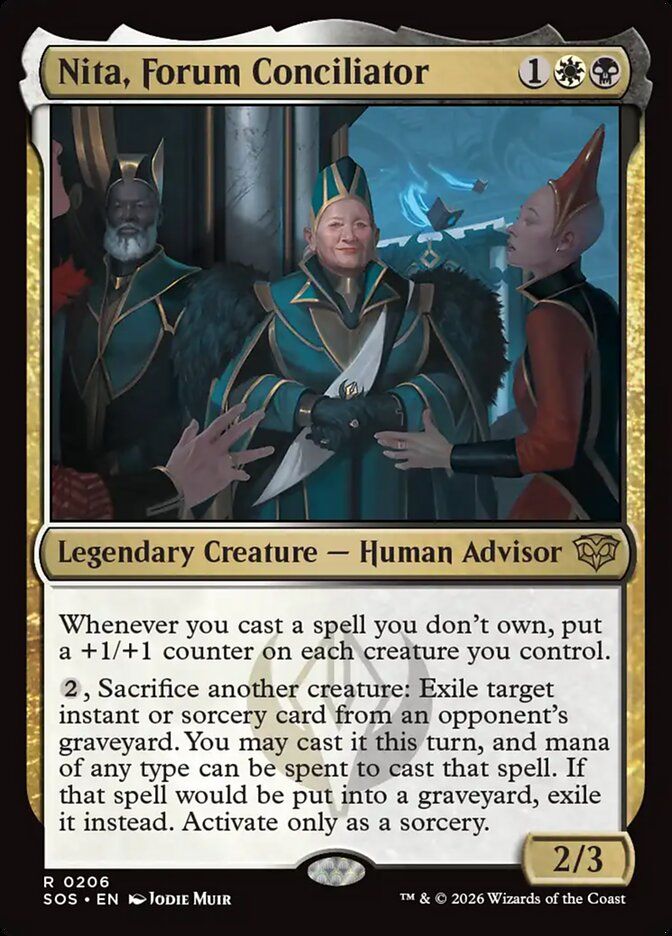 Nita, Forum Conciliator 1
Legendary Creature — Human Advisor
Whenever you cast a spell you don't own, put
a +1/+1 counter on each creature you control.
2, Sacrifice another creature: Exile target
instant or sorcery card from an opponent's
graveyard. You may cast it this turn, and mana
of any type can be spent to cast that spell. If
that spell would be put into a graveyard, exile
it instead. Activate only as a sorcery.
2/3
R 0206
SOS • EN Jodie Muir
™ & © 2026 Wizards of the Coast